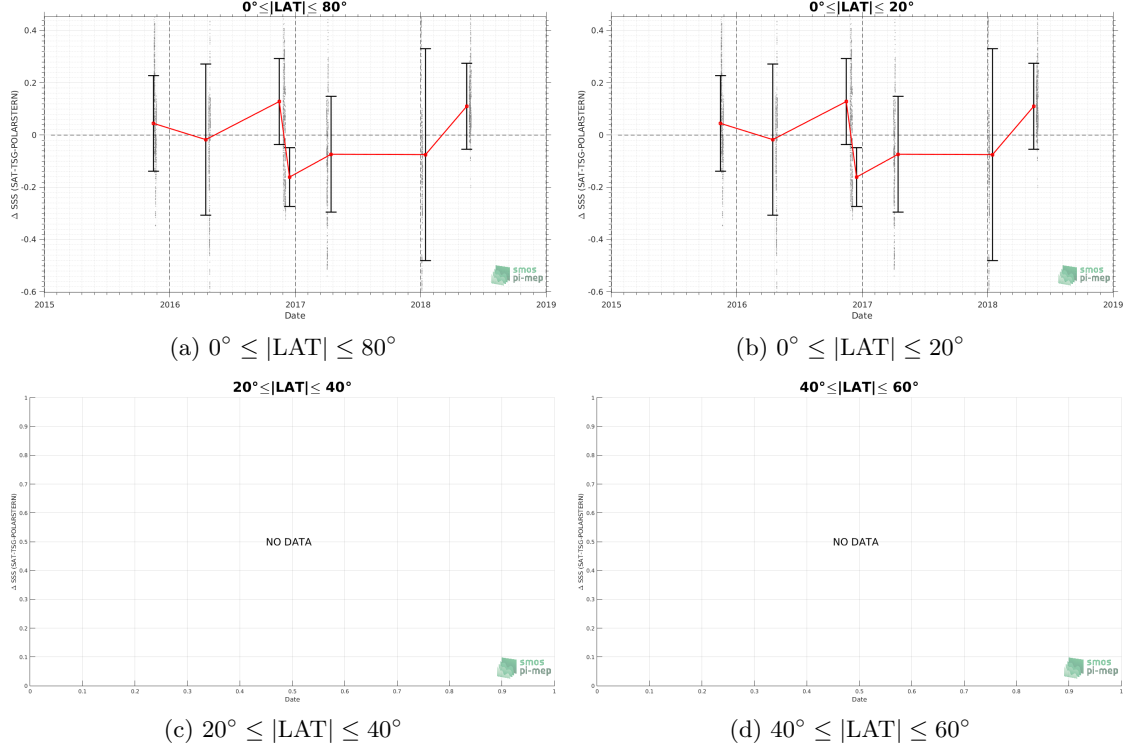 0°≤|LAT|≤ 80°
0.4
0.2
0
-0.2
-0.4
-0.6
Δ SSS (SAT-TSG-POLARSTERN)
2015
2016
2017
2018
2019
Date
smos
pi-mep
(a) 0° ≤ |LAT| ≤ 80°
0°≤|LAT|≤ 20°
0.4
0.2
0
-0.2
-0.4
-0.6
Δ SSS (SAT-TSG-POLARSTERN)
2015
2016
2017
2018
2019
Date
smos
pi-mep
(b) 0° ≤ |LAT| ≤ 20°
20°≤|LAT|≤ 40°
1
0.9
0.8
0.7
0.6
0.5
0.4
0.3
0.2
0.1
0
Δ SSS (SAT-TSG-POLARSTERN)
NO DATA
0
0.1
0.2
0.3
0.4
0.5
0.6
0.7
0.8
0.9
1
Date
smos
pi-mep
(c) 20° ≤ |LAT| ≤ 40°
40°≤|LAT|≤ 60°
1
0.9
0.8
0.7
0.6
0.5
0.4
0.3
0.2
0.1
0
Δ SSS (SAT-TSG-POLARSTERN)
NO DATA
0
0.1
0.2
0.3
0.4
0.5
0.6
0.7
0.8
0.9
1
Date
smos
pi-mep
(d) 40° ≤ |LAT| ≤ 60°